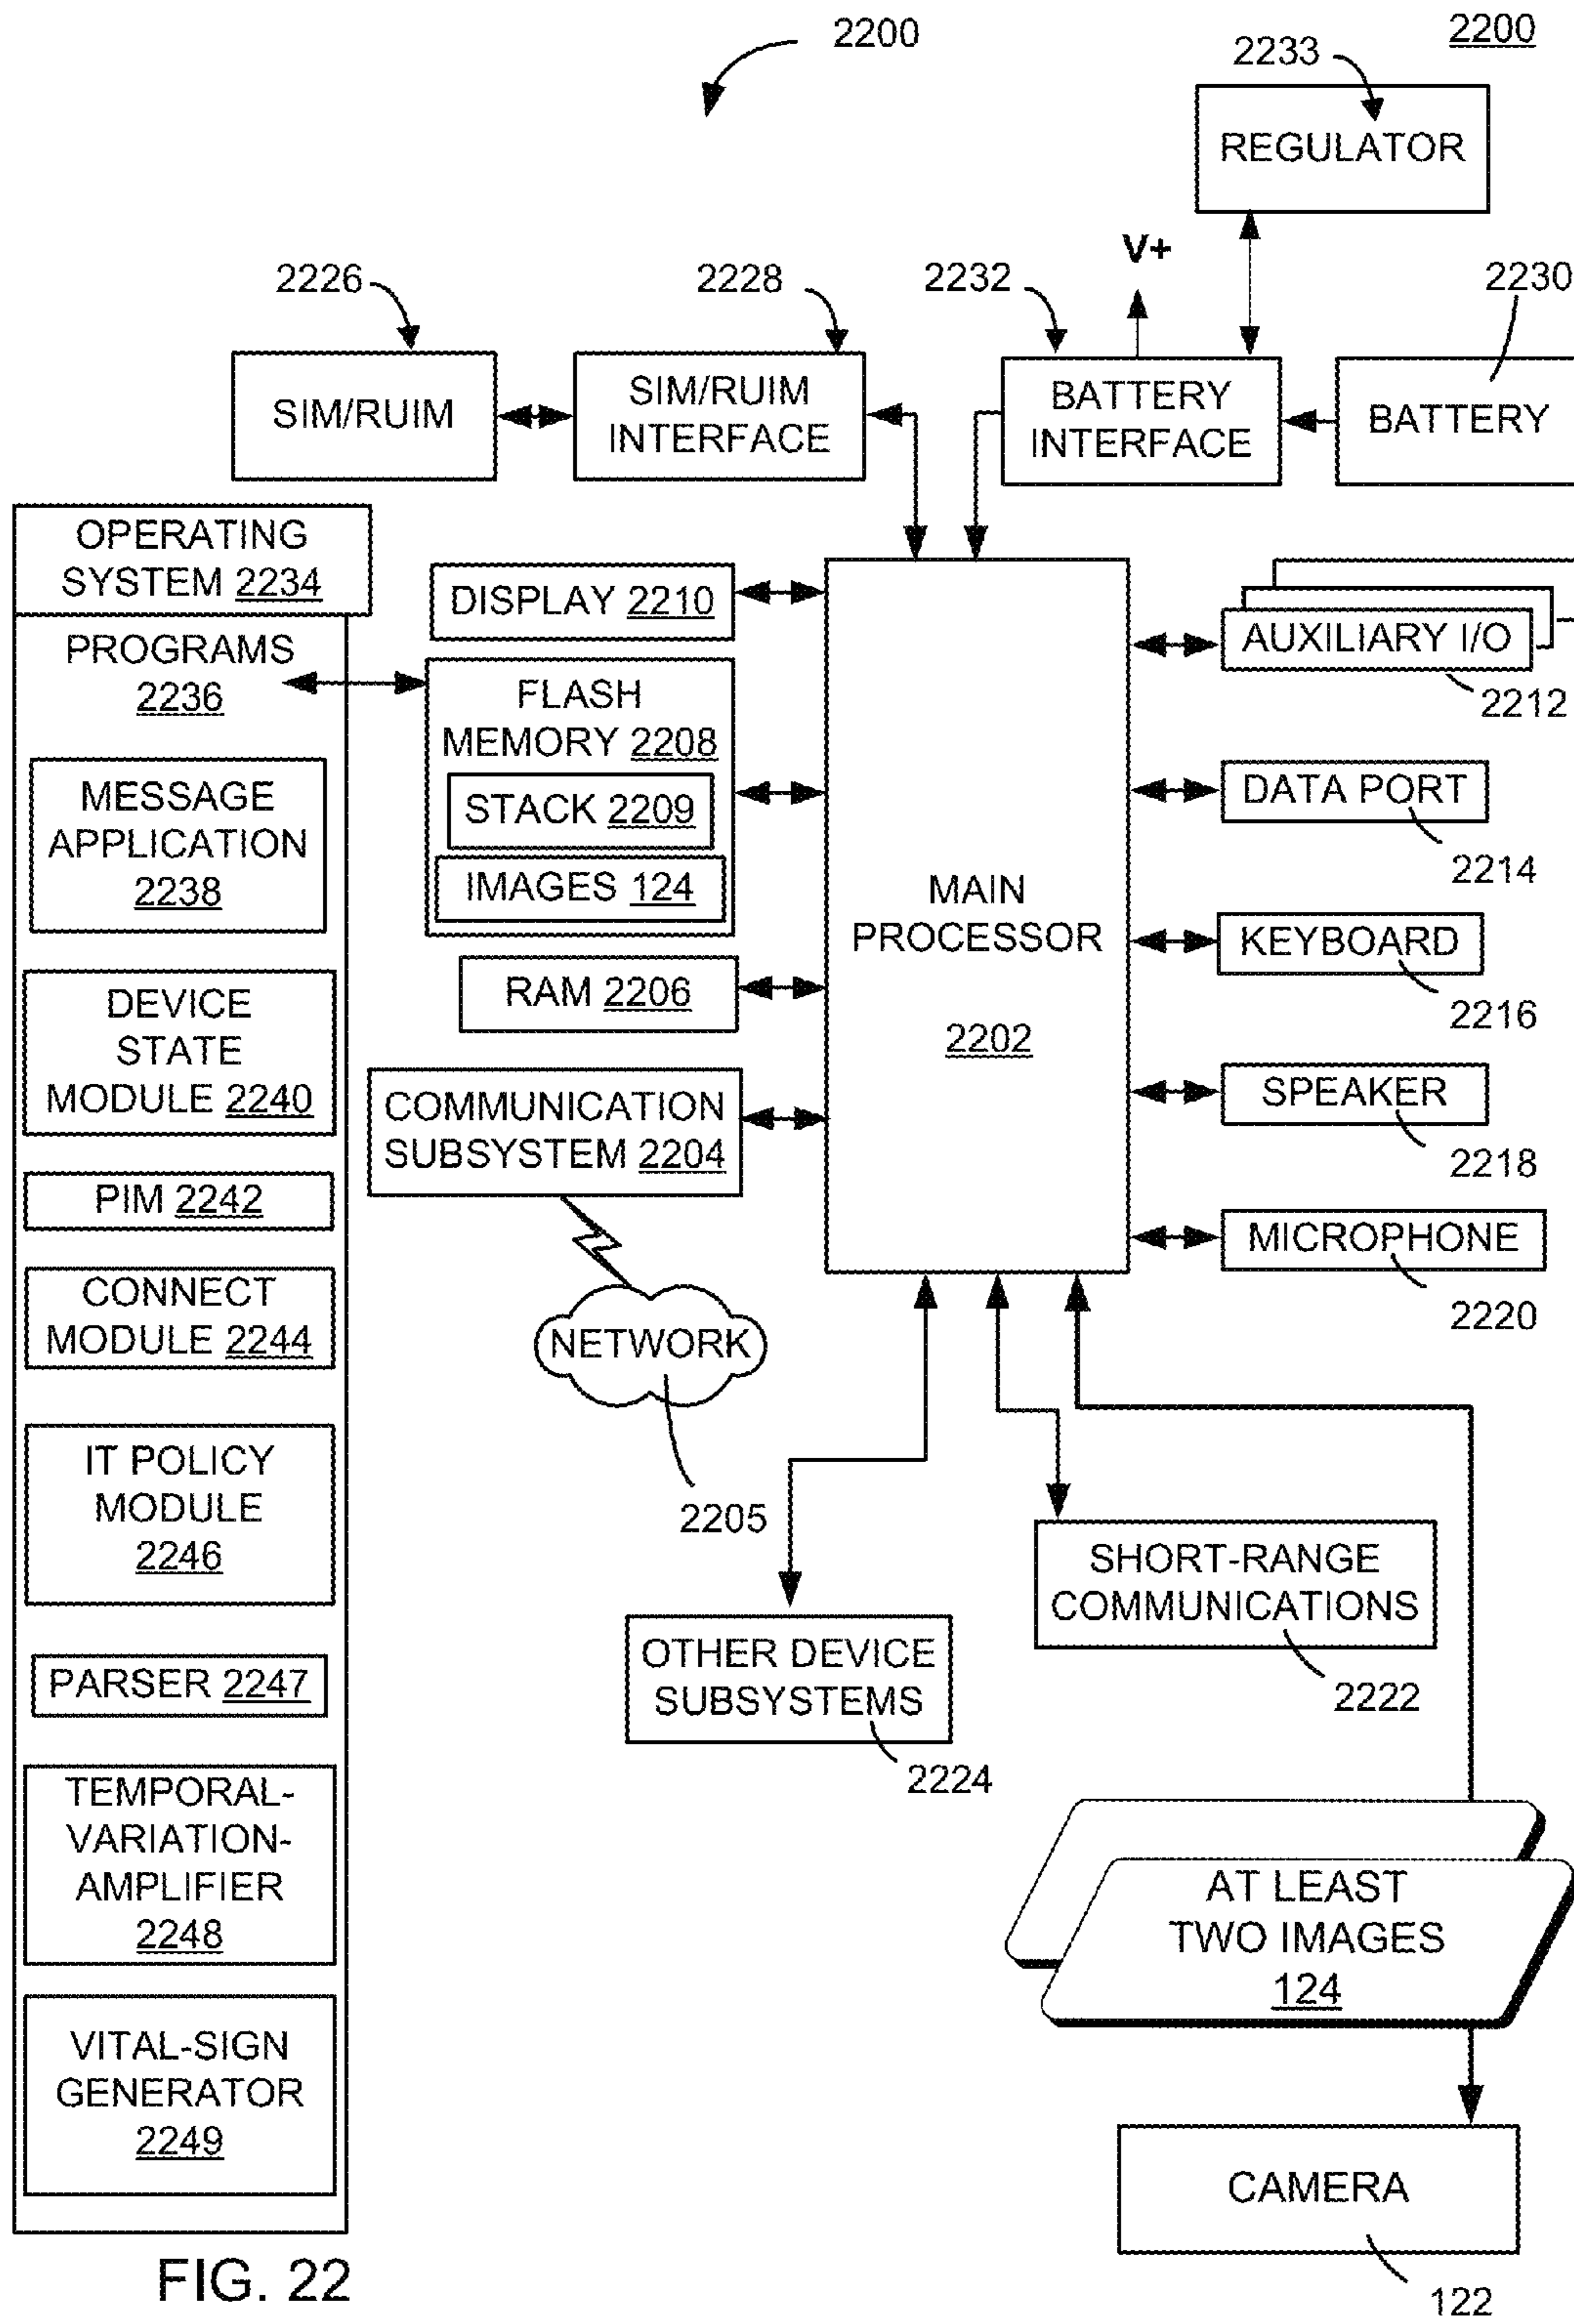 2200
2200
2233
REGULATOR
V+
2226
2228
2232
2230
SIM/RUIM
SIM/RUIM
INTERFACE
BATTERY
INTERFACE
BATTERY
OPERATING
SYSTEM 2234
PROGRAMS
2236
MESSAGE
APPLICATION
2238
DEVICE
STATE
MODULE 2240
PIM 2242
CONNECT
MODULE 2244
IT POLICY
MODULE
2246
PARSER 2247
TEMPORAL-
VARIATION-
AMPLIFIER
2248
VITAL-SIGN
GENERATOR
2249
DISPLAY 2210
FLASH
MEMORY 2208
STACK 2209
IMAGES 124
RAM 2206
COMMUNICATION
SUBSYSTEM 2204
NETWORK
2205
MAIN
PROCESSOR
2202
AUXILIARY I/O
2212
DATA PORT
2214
KEYBOARD
2216
SPEAKER
2218
MICROPHONE
2220
SHORT-RANGE
COMMUNICATIONS
2222
OTHER DEVICE
SUBSYSTEMS
2224
AT LEAST
TWO IMAGES
124
CAMERA
122
FIG. 22